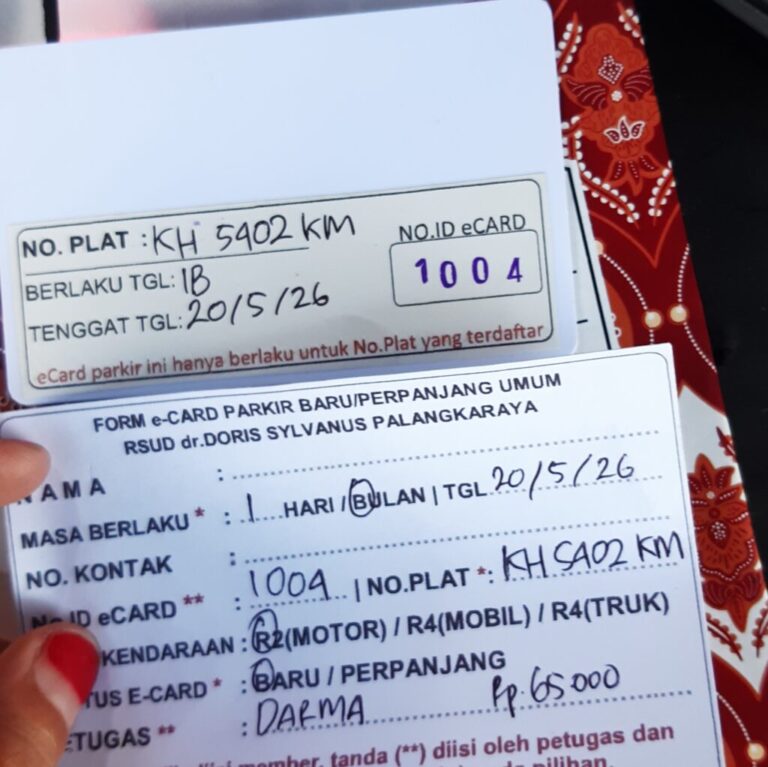 NO. PLAT : KH 5402 KM
NO.ID eCARD
BERLAKU TGL: 1B
1004
TENGGAT TGL: 20/5/26
eCard parkir ini hanya berlaku untuk No.Plat yang terdaftar
FORM e-CARD PARKIR BARU/PERPANJANG UMUM
RSUD dr.DORIS SYLVANUS PALANGKARAYA
NAMA :
MASA BERLAKU * : 1 HARI / BULAN | TGL 20/5/26
NO. KONTAK :
No.ID eCARD ** : 1004 | NO.PLAT *: KH 5402 KM
KENDARAAN : R2(MOTOR) / R4(MOBIL) / R4(TRUK)
TUS E-CARD * : BARU / PERPANJANG
ETUGAS ** : DARMA Rp. 65000
member, tanda (**) diisi oleh petugas dan
pilihan.